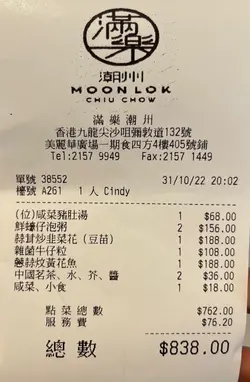 滿樂
潮州
MOON LOK
CHIU CHOW
滿樂潮州
香港九龍尖沙咀彌敦道132號
美麗華廣場一期食四方4樓405號舖
Tel:2157 9949 Fax:2157 1449
單號 38552 31/10/22 20:02
檯號 A261 1 人 Cindy
(位)咸菜豬肚湯 1 $68.00
鮮蠔仔泡粥 2 $156.00
蒜茸炒韭菜花（豆苗） 1 $188.00
雜菌牛仔粒 1 $108.00
蔥蒜炆黃花魚 1 $188.00
中國茗茶、水、芥、醬 2 $36.00
咸菜、小食 1 $18.00
點菜總數 $762.00
服務費 $76.20
總數 $838.00